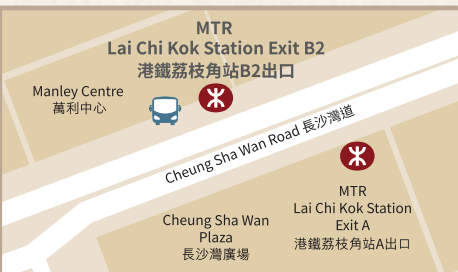 MTR
Lai Chi Kok Station Exit B2
港鐵荔枝角站B2出口
Manley Centre
萬利中心
Cheung Sha Wan Road 長沙灣道
MTR
Lai Chi Kok Station
Exit A
港鐵荔枝角站A出口
Cheung Sha Wan
Plaza
長沙灣廣場